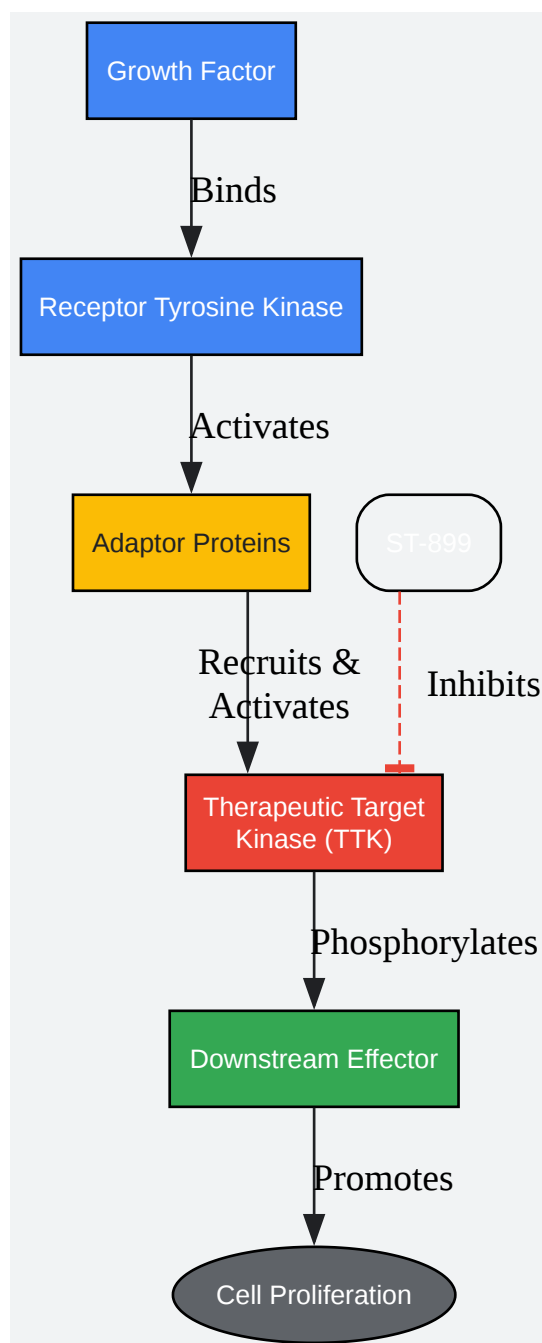 Growth Factor
Binds
Receptor Tyrosine Kinase
Activates
Adaptor Proteins
ST-899
Recruits &
Activates
Inhibits
Therapeutic Target
Kinase (TTK)
Phosphorylates
Downstream Effector
Promotes
Cell Proliferation